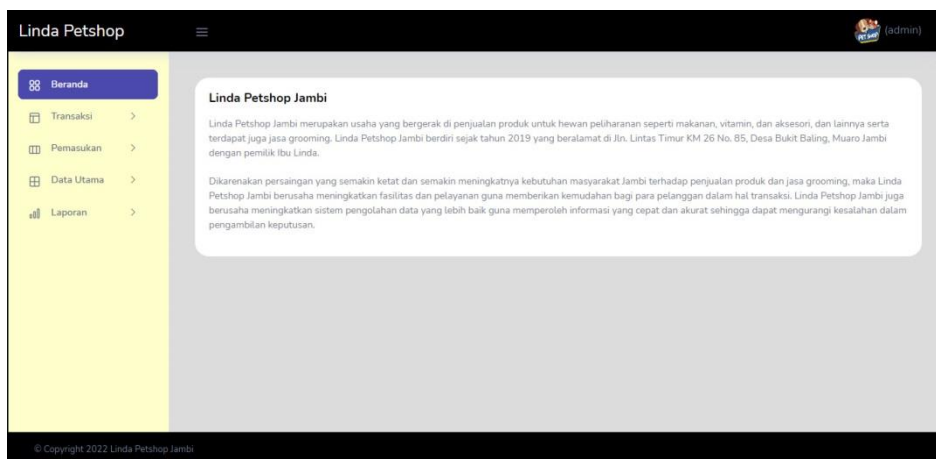 Linda Petshop
(admin)
Beranda
Transaksi
Pemasukan
Data Utama
Laporan
Linda Petshop Jambi
Linda Petshop Jambi merupakan usaha yang bergerak di penjualan produk untuk hewan peliharanan seperti makanan, vitamin, dan aksesori, dan lainnya serta
terdapat juga jasa grooming. Linda Petshop Jambi berdiri sejak tahun 2019 yang beralamat di Jln. Lintas Timur KM 26 No. 85, Desa Bukit Baling, Muaro Jambi
dengan pemilik Ibu Linda.
Dikarenakan persaingan yang semakin ketat dan semakin meningkatnya kebutuhan masyarakat Jambi terhadap penjualan produk dan jasa grooming, maka Linda
Petshop Jambi berusaha meningkatkan fasilitas dan pelayanan guna memberikan kemudahan bagi para pelanggan dalam hal transaksi. Linda Petshop Jambi juga
berusaha meningkatkan sistem pengolahan data yang lebih baik guna memperoleh informasi yang cepat dan akurat sehingga dapat mengurangi kesalahan dalam
pengambilan keputusan.
© Copyright 2022 Linda Petshop Jambi